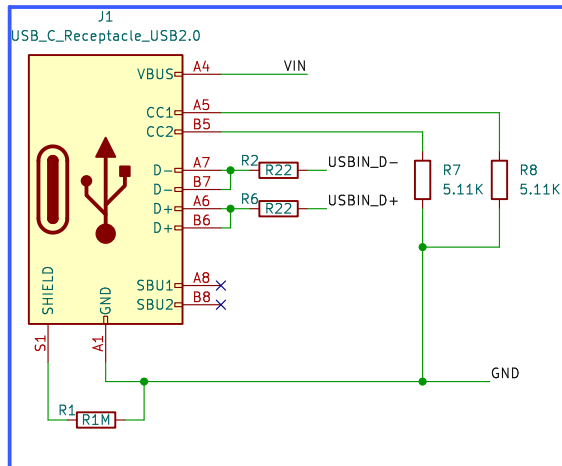 J1
USB_C_Receptacle_USB2.0
VBUS A4 VIN
CC1 A5
CC2 B5
D- A7 R2 R22 USBIN_D-
D- B7
D+ A6 R6 R22 USBIN_D+
D+ B6
R7 5.11K
R8 5.11K
SBU1 A8
SBU2 B8
SHIELD S1
GND A1
GND
R1 R1M